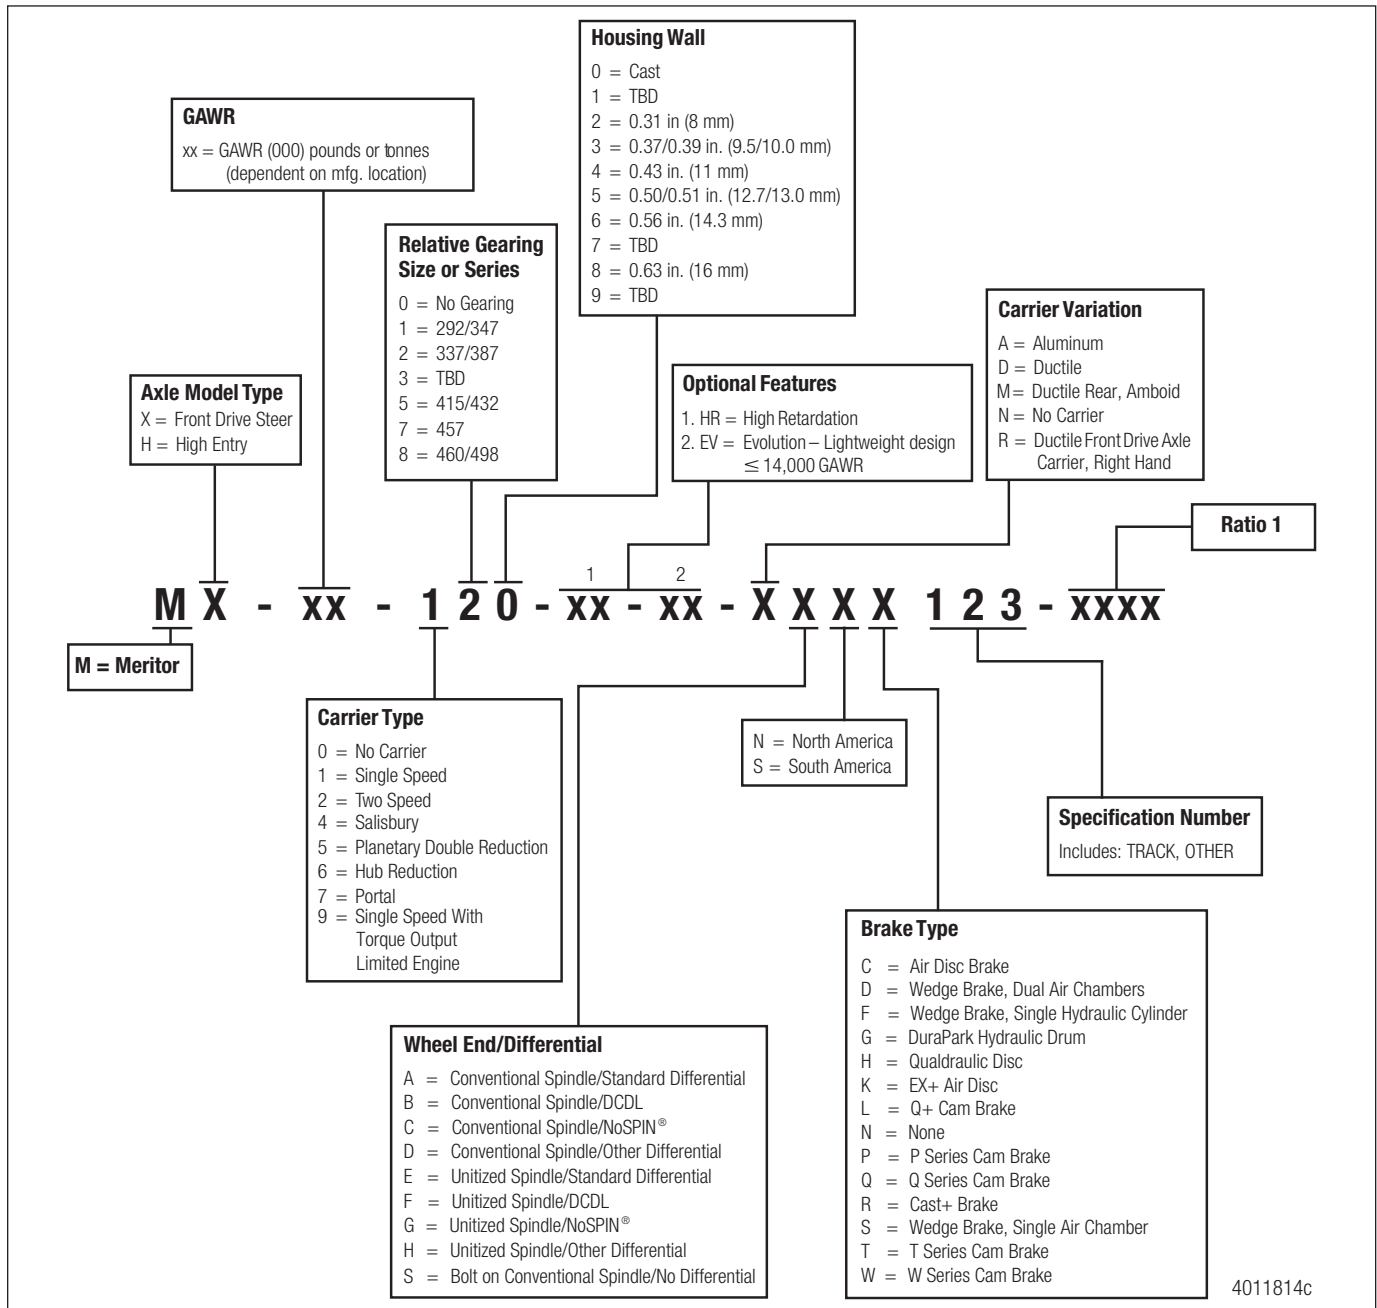 Housing Wall
0 = Cast
1 = TBD
2 = 0.31 in (8 mm)
3 = 0.37/0.39 in. (9.5/10.0 mm)
4 = 0.43 in. (11 mm)
5 = 0.50/0.51 in. (12.7/13.0 mm)
6 = 0.56 in. (14.3 mm)
7 = TBD
8 = 0.63 in. (16 mm)
9 = TBD
GAWR
xx = GAWR (000) pounds or tonnes
(dependent on mfg. location)
Relative Gearing
Size or Series
0 = No Gearing
1 = 292/347
2 = 337/387
3 = TBD
5 = 415/432
7 = 457
8 = 460/498
Carrier Variation
A = Aluminum
D = Ductile
M = Ductile Rear, Amboid
N = No Carrier
R = Ductile Front Drive Axle
Carrier, Right Hand
Optional Features
1. HR = High Retardation
2. EV = Evolution – Lightweight design
≤ 14,000 GAWR
Axle Model Type
X = Front Drive Steer
H = High Entry
Ratio 1
1 2
M X - xx - 1 2 0 - xx - xx - X X X X 1 2 3 - xxxx
M = Meritor
Carrier Type
0 = No Carrier
1 = Single Speed
2 = Two Speed
4 = Salisbury
5 = Planetary Double Reduction
6 = Hub Reduction
7 = Portal
9 = Single Speed With
Torque Output
Limited Engine
N = North America
S = South America
Specification Number
Includes: TRACK, OTHER
Wheel End/Differential
A = Conventional Spindle/Standard Differential
B = Conventional Spindle/DCDL
C = Conventional Spindle/NoSPIN®
D = Conventional Spindle/Other Differential
E = Unitized Spindle/Standard Differential
F = Unitized Spindle/DCDL
G = Unitized Spindle/NoSPIN®
H = Unitized Spindle/Other Differential
S = Bolt on Conventional Spindle/No Differential
Brake Type
C = Air Disc Brake
D = Wedge Brake, Dual Air Chambers
F = Wedge Brake, Single Hydraulic Cylinder
G = DuraPark Hydraulic Drum
H = Qualdraulic Disc
K = EX+ Air Disc
L = Q+ Cam Brake
N = None
P = P Series Cam Brake
Q = Q Series Cam Brake
R = Cast+ Brake
S = Wedge Brake, Single Air Chamber
T = T Series Cam Brake
W = W Series Cam Brake
4011814c